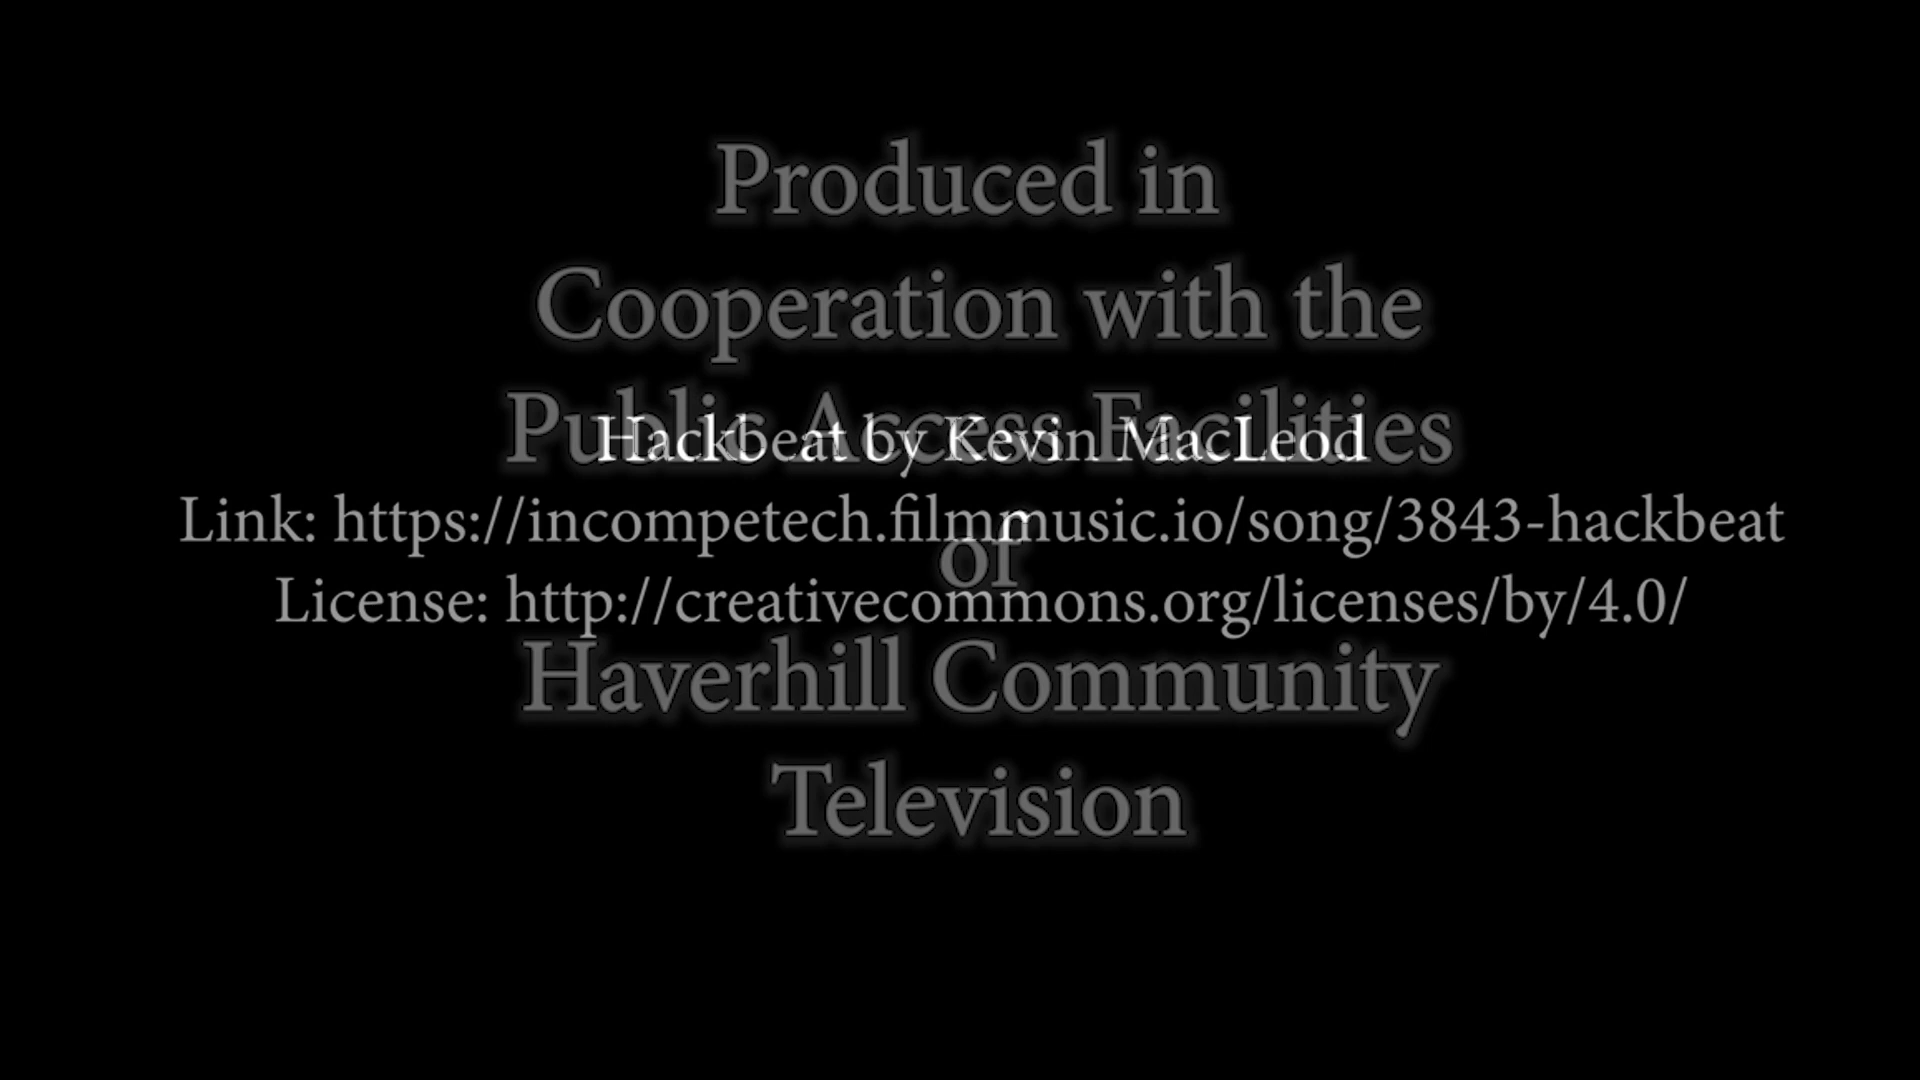 Produced in
Cooperation with the
Public Access Facilities
Hackbeat by Kevin MacLeod
Link: https://incompetech.filmmusic.io/song/3843-hackbeat
of
License: http://creativecommons.org/licenses/by/4.0/
Haverhill Community
Television